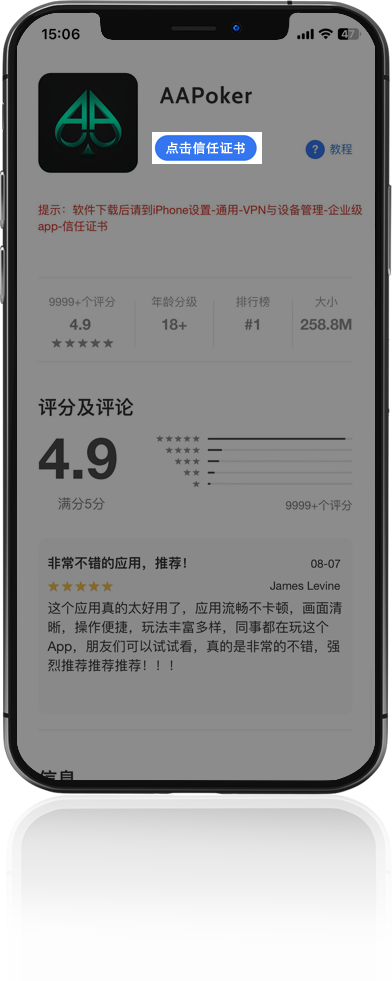 15:06
47
AAPoker
点击信任证书
? 教程
提示：软件下载后请到iPhone设置-通用-VPN与设备管理-企业级
app-信任证书
9999+个评分 年龄分级 排行榜 大小
4.9 18+ #1 258.8M
★★★★★
评分及评论
4.9
★★★★★
★★★★
★★★
★★
★
满分5分 9999+个评分
非常不错的应用，推荐！ 08-07
★★★★★ James Levine
这个应用真的太好用了，应用流畅不卡顿，画面清
晰，操作便捷，玩法丰富多样，同事都在玩这个
App，朋友们可以试试看，真的是非常的不错，强
烈推荐推荐推荐！！！
信息